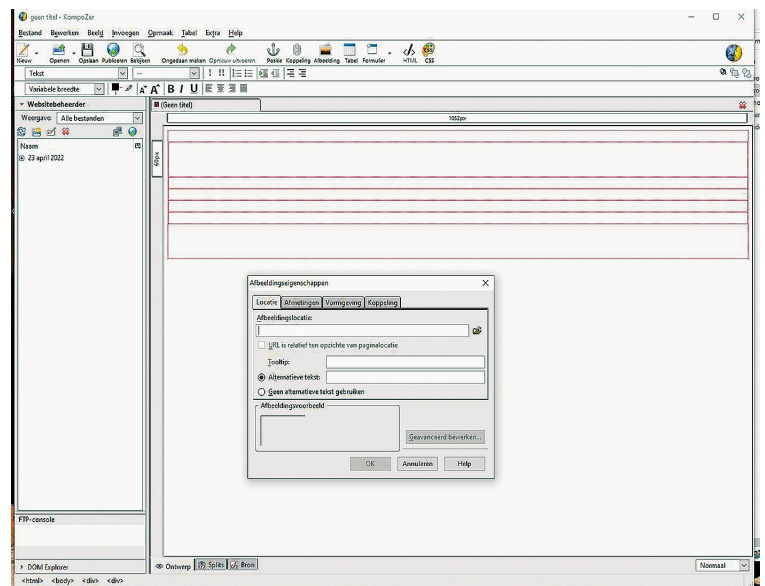 geen titel - KompoZer
Bestand Bewerken Beeld Invoegen Opmaak Tabel Extra Help
Nieuw Openen Opslaan Publiceren Bekijken Ongedaan maken Opnieuw uitvoeren Positie Koppeling Afbeelding Tabel Formulier HTML CSS
Tekst
Variabele breedte B I U
Websitebeheerder
(Geen titel)
Weergave: Alle bestanden
1052px
Naam
60px
23 april 2022
Afbeeldingseigenschappen
Locatie Afmetingen Vormgeving Koppeling
Afbeeldingslocatie:
URL is relatief ten opzichte van paginalocatie
Tooltip:
Alternatieve tekst:
Geen alternatieve tekst gebruiken
Afbeeldingsvoorbeeld
Geavanceerd bewerken...
OK Annuleren Help
FTP-console
DOM Explorer
Ontwerp Splits Bron
Normaal
<html> <body> <div> <div>